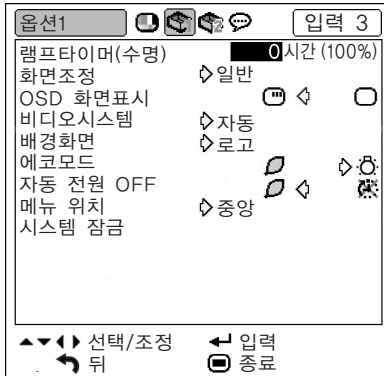 옵션1 입력 3
램프타이머(수명) 0 시간 (100%)
화면조정 일반
OSD 화면표시
비디오시스템 자동
배경화면 로고
에코모드
자동 전원 OFF
메뉴 위치 중앙
시스템 잠금
선택/조정 입력
뒤 종료